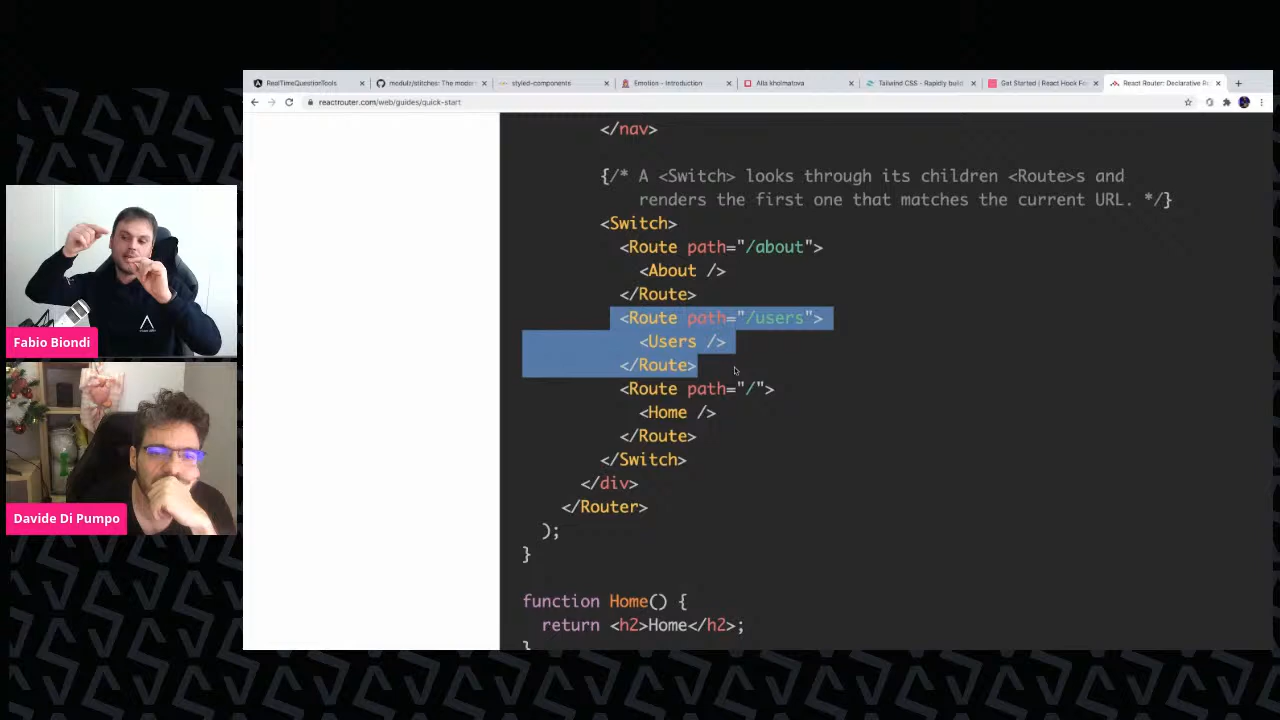 RealTimeQuestionTools
modulz/stitches: The moder
styled-components
Emotion - Introduction
Alla kholmatova
Tailwind CSS - Rapidly build
Get Started | React Hook Fo
React Router: Declarative R
reactrouter.com/web/guides/quick-start
</nav>
{/* A <Switch> looks through its children <Route>s and
renders the first one that matches the current URL. */}
<Switch>
<Route path="/about">
<About />
</Route>
<Route path="/users">
<Users />
</Route>
<Route path="/">
<Home />
</Route>
</Switch>
</div>
</Router>
);
}
function Home() {
return <h2>Home</h2>;
}
Fabio Biondi
Davide Di Pumpo